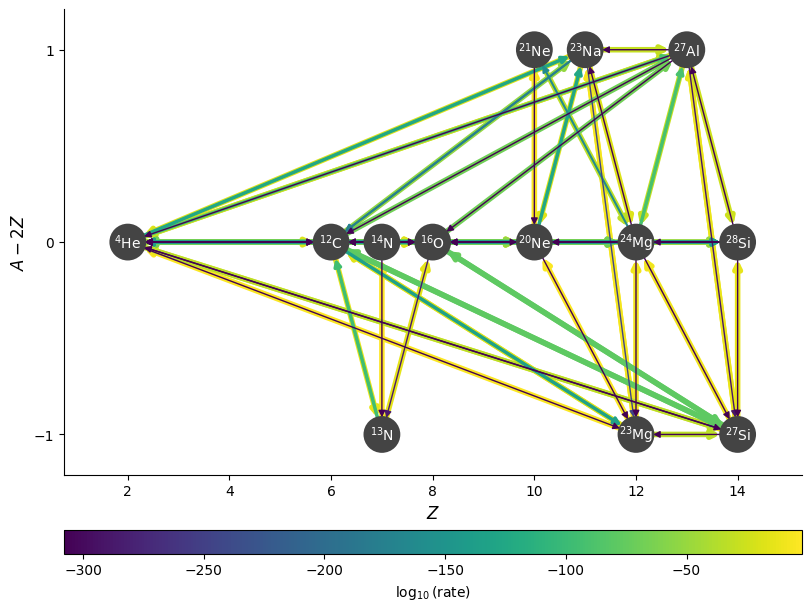 1
²¹Ne ²³Na ²⁷Al
A − 2Z
0
⁴He ¹²C ¹⁴N ¹⁶O ²⁰Ne ²⁴Mg ²⁸Si
−1
¹³N ²³Mg ²⁷Si
2 4 6 8 10 12 14
Z
−300 −250 −200 −150 −100 −50
log₁₀(rate)